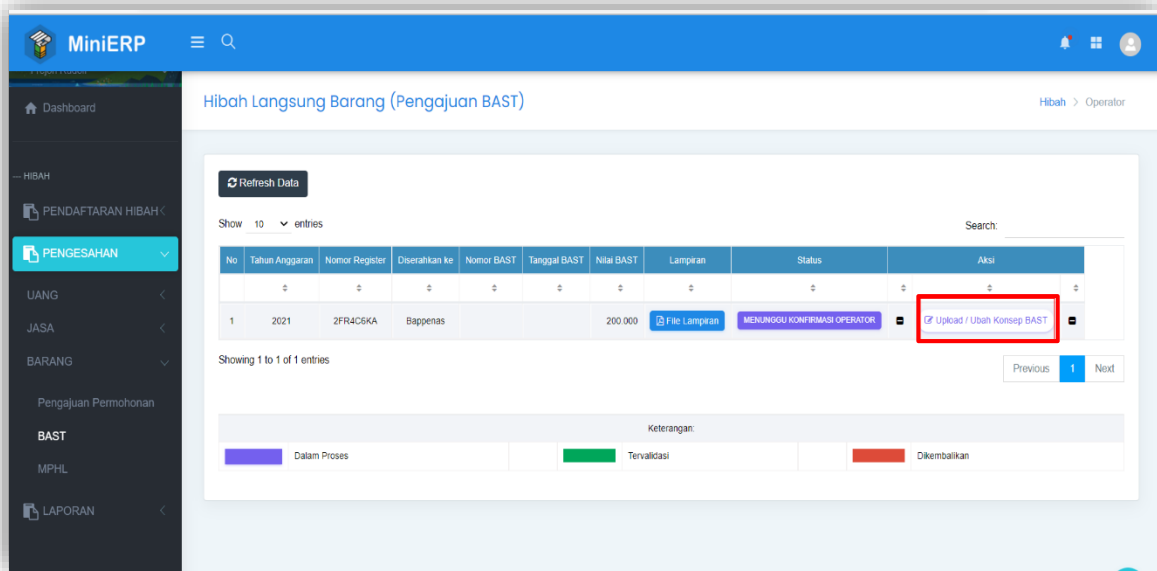 MiniERP
Dashboard
Hibah Langsung Barang (Pengajuan BAST)
Hibah > Operator
--- HIBAH
PENDAFTARAN HIBAH
PENGESAHAN
UANG
JASA
BARANG
Pengajuan Permohonan
BAST
MPHL
LAPORAN
Refresh Data
Show 10 entries
Search:
No Tahun Anggaran Nomor Register Diserahkan ke Nomor BAST Tanggal BAST Nilai BAST Lampiran Status Aksi
1 2021 2FR4C6KA Bappenas 200.000 File Lampiran MENUNGGU KONFIRMASI OPERATOR Upload / Ubah Konsep BAST
Showing 1 to 1 of 1 entries
Previous 1 Next
Keterangan:
Dalam Proses Tervalidasi Dikembalikan